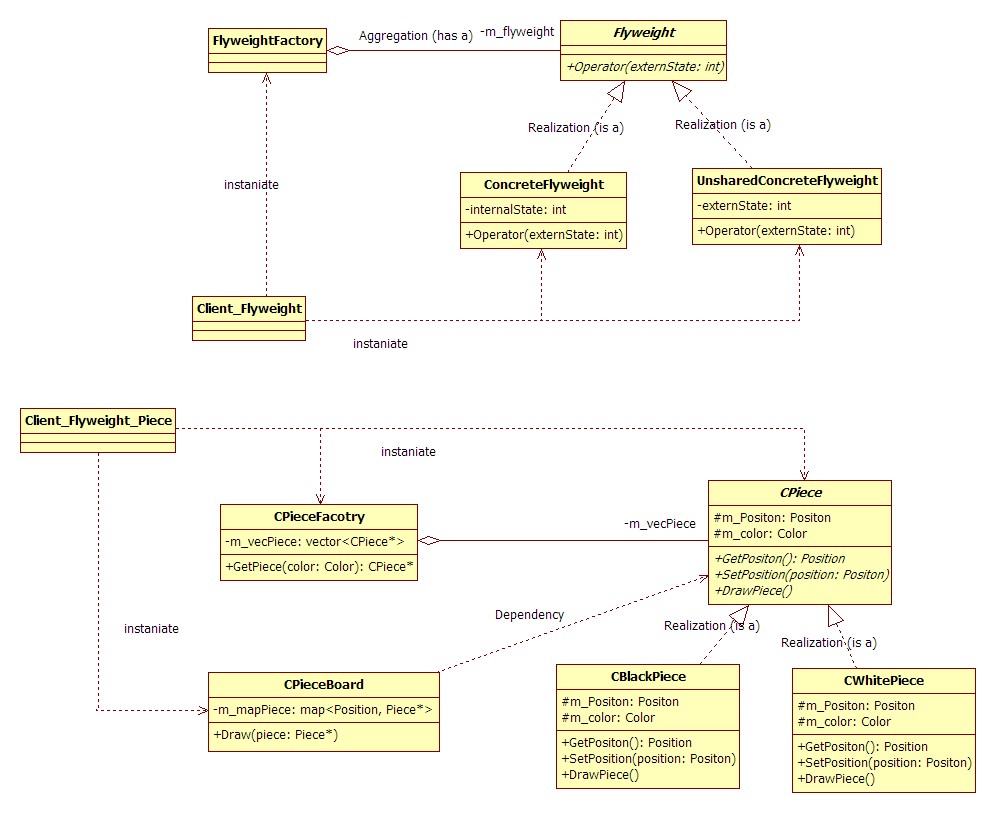 FlyweightFactory
Aggregation (has a)
-m_flyweight
Flyweight
+Operator(externState: int)
Realization (is a)
Realization (is a)
instaniate
ConcreteFlyweight
-internalState: int
+Operator(externState: int)
UnsharedConcreteFlyweight
-externState: int
+Operator(externState: int)
Client_Flyweight
instaniate
Client_Flyweight_Piece
instaniate
CPieceFacotry
-m_vecPiece: vector<CPiece*>
+GetPiece(color: Color): CPiece*
-m_vecPiece
CPiece
#m_Positon: Positon
#m_color: Color
+GetPositon(): Position
+SetPosition(position: Positon)
+DrawPiece()
Dependency
instaniate
Realization (is a)
Realization (is a)
CPieceBoard
-m_mapPiece: map<Position, Piece*>
+Draw(piece: Piece*)
CBlackPiece
#m_Positon: Positon
#m_color: Color
+GetPositon(): Position
+SetPosition(position: Positon)
+DrawPiece()
CWhitePiece
#m_Positon: Positon
#m_color: Color
+GetPositon(): Position
+SetPosition(position: Positon)
+DrawPiece()